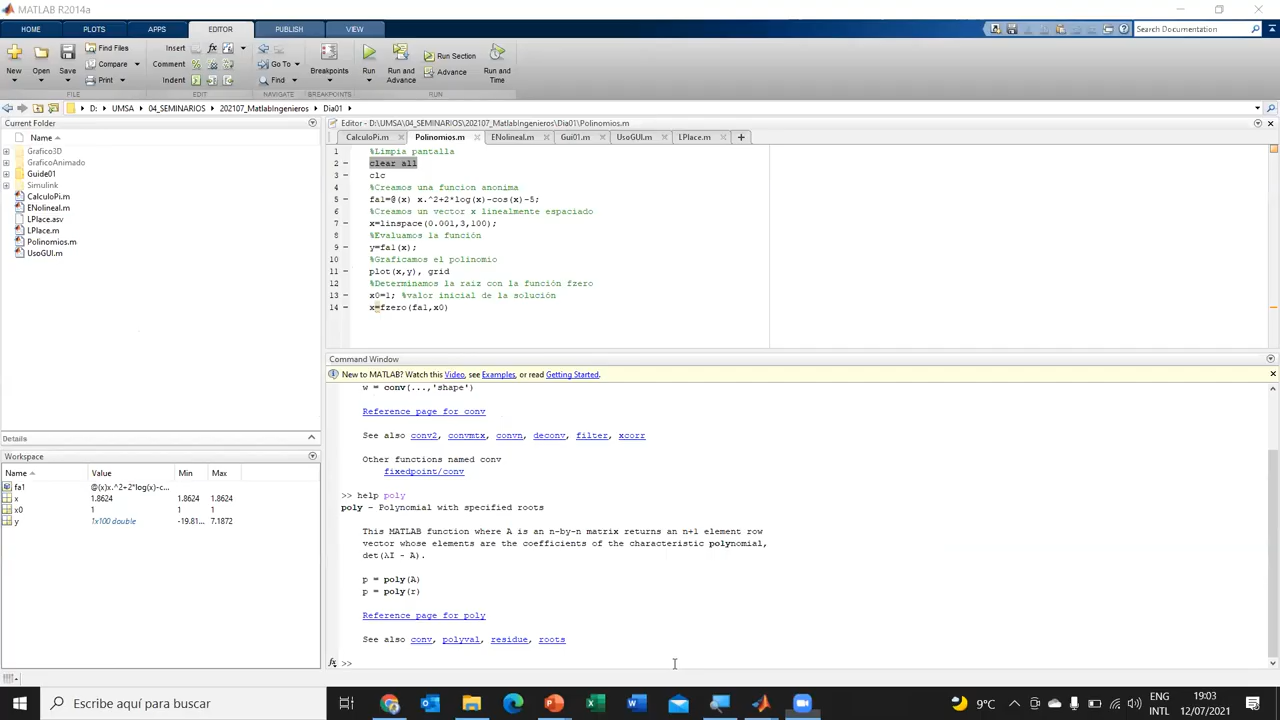 MATLAB R2014a
HOME PLOTS APPS EDITOR PUBLISH VIEW
Search Documentation
New Open Save Find Files Compare Print
Insert Comment Indent
Go To Find
Breakpoints
Run Run and Advance Run Section Advance Run and Time
FILE EDIT NAVIGATE BREAKPOINTS RUN
D: UMSA 04_SEMINARIOS 202107_MatlabIngenieros Dia01
Current Folder
Name
Grafico3D
GraficoAnimado
Guide01
Simulink
CalculoPi.m
ENolineal.m
LPlace.asv
LPlace.m
Polinomios.m
UsoGUI.m
Details
Workspace
Name Value Min Max
fa1 @(x)x.^2+2*log(x)-c...
x 1.8624 1.8624 1.8624
x0 1 1 1
y 1x100 double -19.81... 7.1872
Editor - D:\UMSA\04_SEMINARIOS\202107_MatlabIngenieros\Dia01\Polinomios.m
CalculoPi.m Polinomios.m ENolineal.m Gui01.m UsoGUI.m LPlace.m
1 %Limpia pantalla
2 clear all
3 clc
4 %Creamos una funcion anonima
5 fa1=@(x) x.^2+2*log(x)-cos(x)-5;
6 %Creamos un vector x linealmente espaciado
7 x=linspace(0.001,3,100);
8 %Evaluamos la función
9 y=fa1(x);
10 %Graficamos el polinomio
11 plot(x,y), grid
12 %Determinamos la raiz con la función fzero
13 x0=1; %valor inicial de la solución
14 x=fzero(fa1,x0)
Command Window
New to MATLAB? Watch this Video, see Examples, or read Getting Started.
w = conv(...,'shape')
Reference page for conv
See also conv2, convmtx, convn, deconv, filter, xcorr
Other functions named conv
fixedpoint/conv
>> help poly
poly - Polynomial with specified roots
This MATLAB function where A is an n-by-n matrix returns an n+1 element row
vector whose elements are the coefficients of the characteristic polynomial,
det(λI - A).
p = poly(A)
p = poly(r)
Reference page for poly
See also conv, polyval, residue, roots
fx >>
Escribe aquí para buscar
9°C
ENG
INTL
19:03
12/07/2021